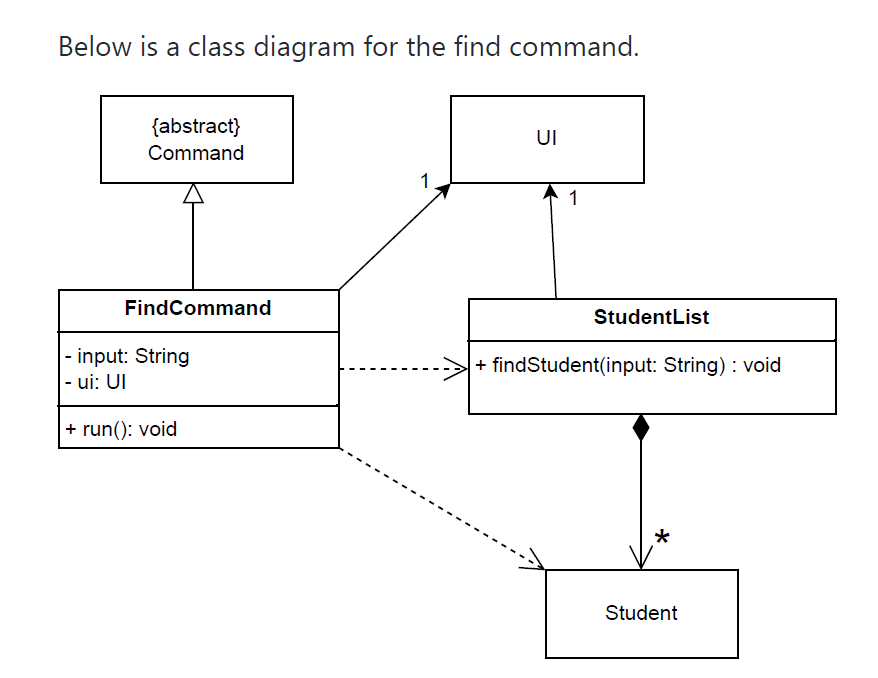 Below is a class diagram for the find command.
{abstract}
Command
UI
1
1
FindCommand
- input: String
- ui: UI
+ run(): void
StudentList
+ findStudent(input: String) : void
*
Student